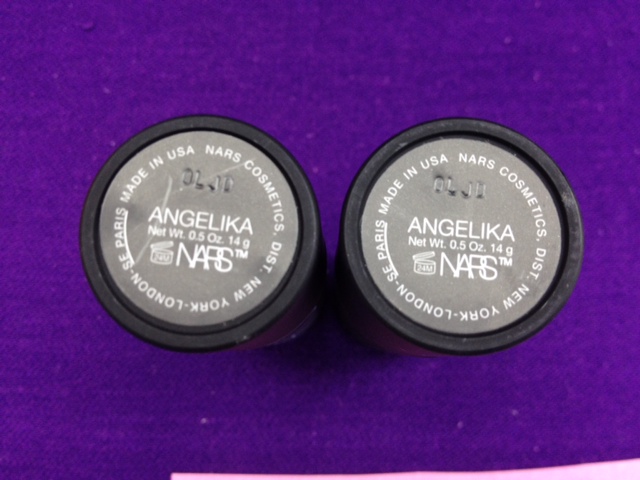 MADE IN USA NARS COSMETICS, DIST. NEW YORK-LONDON-SE PARIS
0LJ0
ANGELIKA
Net Wt. 0.5 Oz. 14 g
24M NARS™
MADE IN USA NARS COSMETICS, DIST. NEW YORK-LONDON-SE PARIS
0LJ0
ANGELIKA
Net Wt. 0.5 Oz. 14 g
24M NARS™